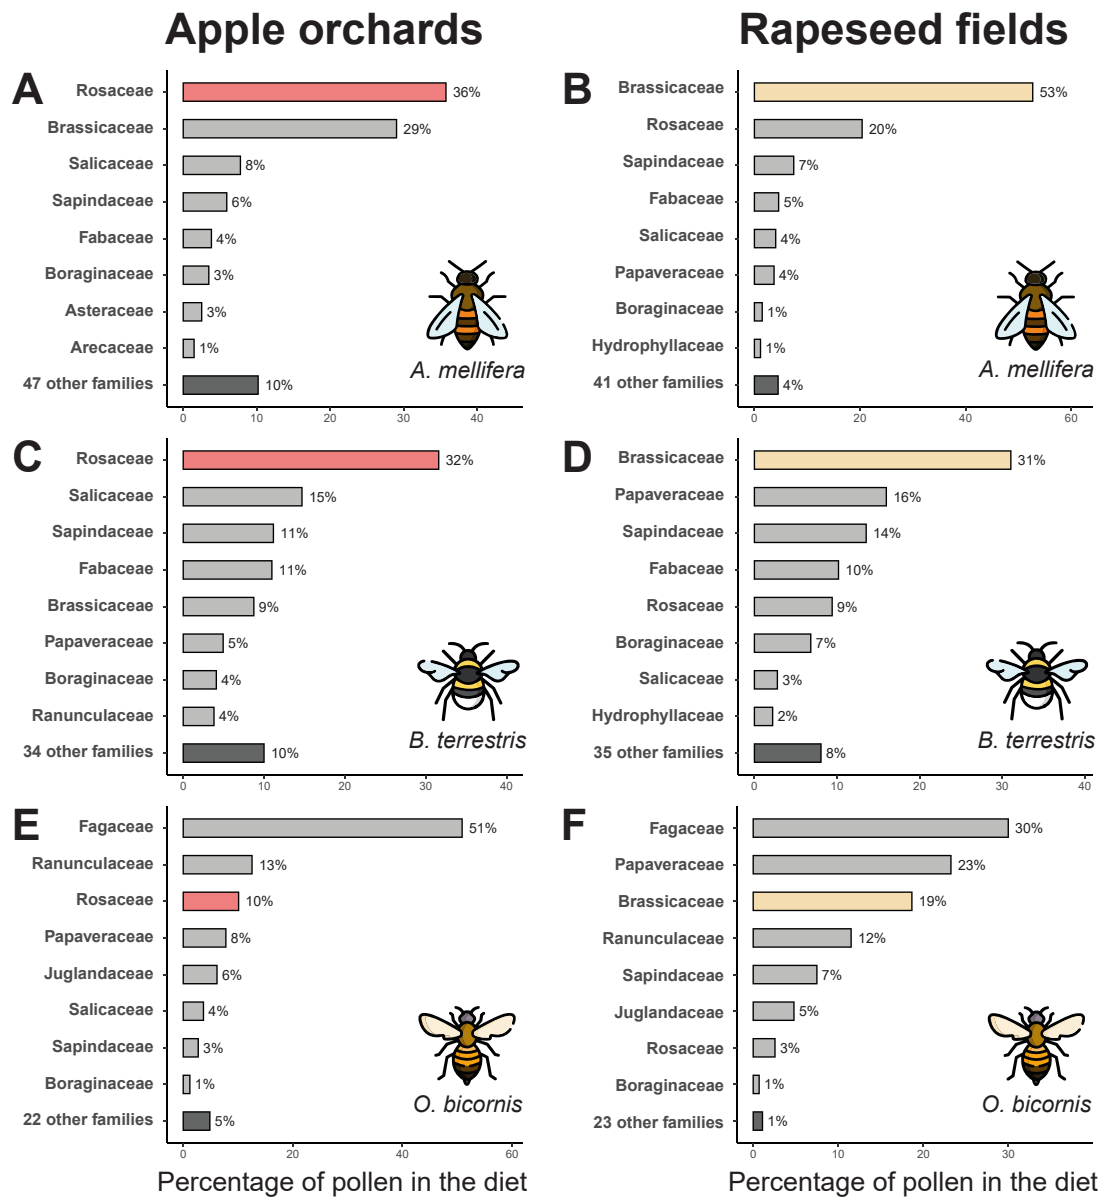 Apple orchards
Rapeseed fields
A
Rosaceae 36%
Brassicaceae 29%
Salicaceae 8%
Sapindaceae 6%
Fabaceae 4%
Boraginaceae 3%
Asteraceae 3%
Arecaceae 1%
47 other families 10%
A. mellifera
0 10 20 30 40
B
Brassicaceae 53%
Rosaceae 20%
Sapindaceae 7%
Fabaceae 5%
Salicaceae 4%
Papaveraceae 4%
Boraginaceae 1%
Hydrophyllaceae 1%
41 other families 4%
A. mellifera
0 20 40 60
C
Rosaceae 32%
Salicaceae 15%
Sapindaceae 11%
Fabaceae 11%
Brassicaceae 9%
Papaveraceae 5%
Boraginaceae 4%
Ranunculaceae 4%
34 other families 10%
B. terrestris
0 10 20 30 40
D
Brassicaceae 31%
Papaveraceae 16%
Sapindaceae 14%
Fabaceae 10%
Rosaceae 9%
Boraginaceae 7%
Salicaceae 3%
Hydrophyllaceae 2%
35 other families 8%
B. terrestris
0 10 20 30 40
E
Fagaceae 51%
Ranunculaceae 13%
Rosaceae 10%
Papaveraceae 8%
Juglandaceae 6%
Salicaceae 4%
Sapindaceae 3%
Boraginaceae 1%
22 other families 5%
O. bicornis
0 20 40 60
Percentage of pollen in the diet
F
Fagaceae 30%
Papaveraceae 23%
Brassicaceae 19%
Ranunculaceae 12%
Sapindaceae 7%
Juglandaceae 5%
Rosaceae 3%
Boraginaceae 1%
23 other families 1%
O. bicornis
0 10 20 30
Percentage of pollen in the diet